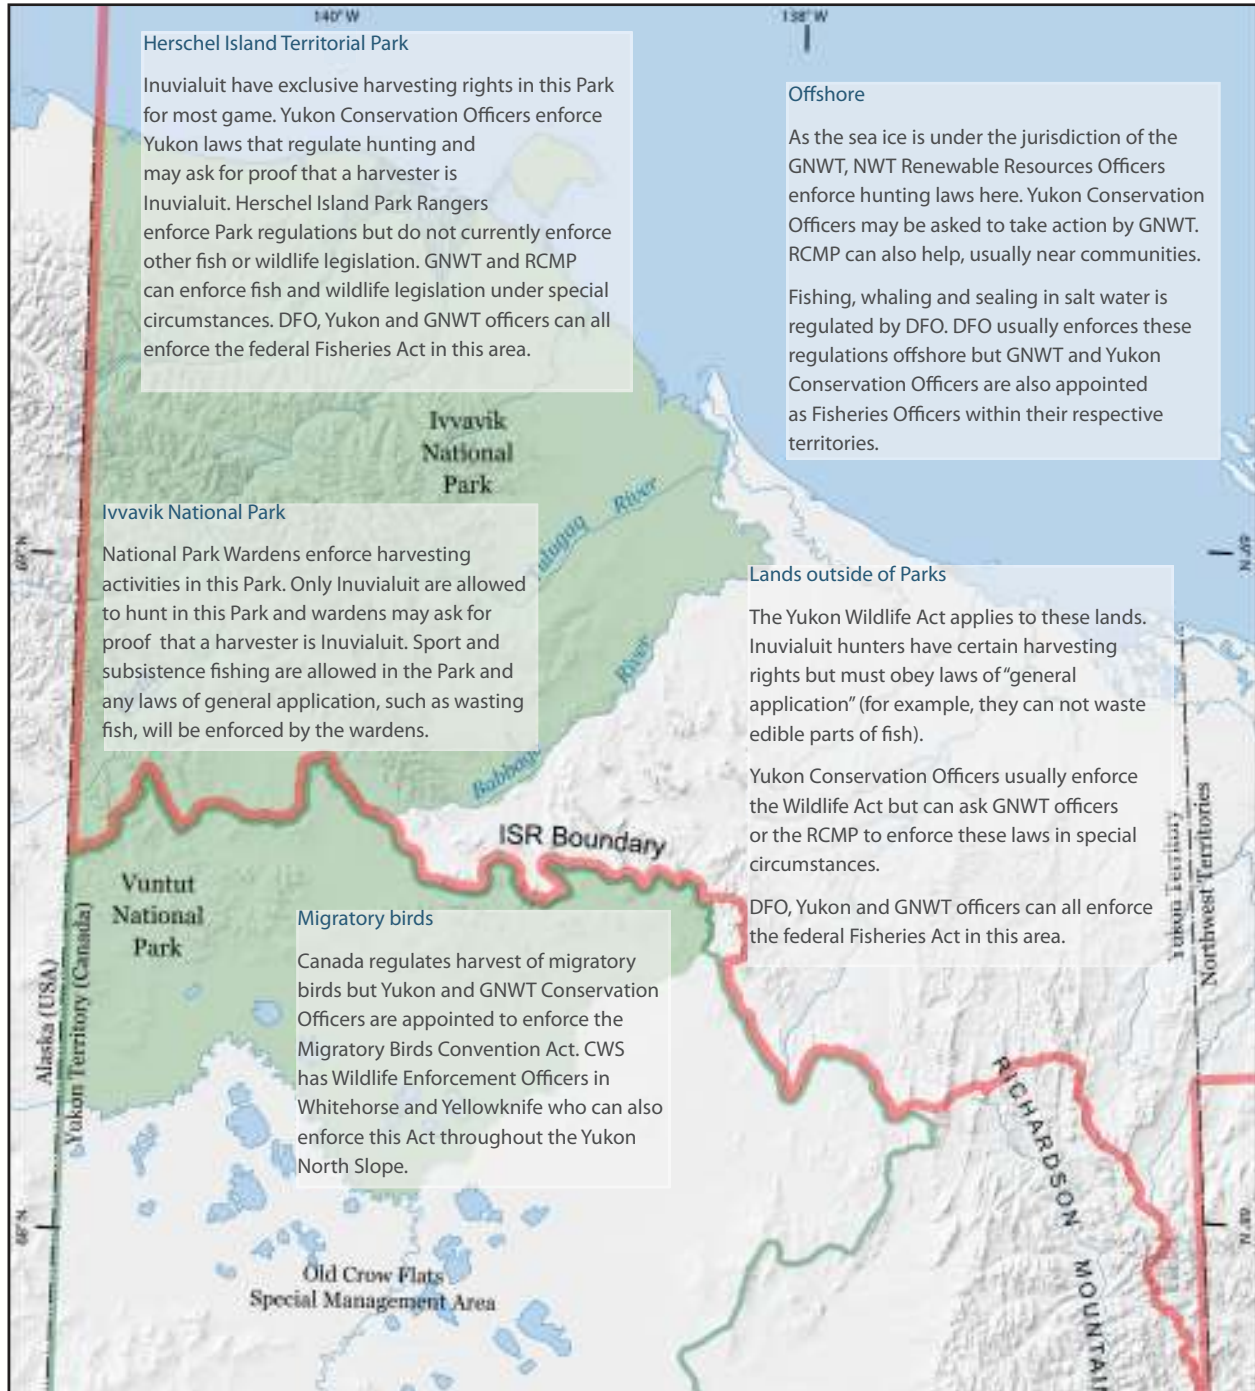 140° W
138° W
Herschel Island Territorial Park
Inuvialuit have exclusive harvesting rights in this Park
for most game. Yukon Conservation Officers enforce
Yukon laws that regulate hunting and
may ask for proof that a harvester is
Inuvialuit. Herschel Island Park Rangers
enforce Park regulations but do not currently enforce
other fish or wildlife legislation. GNWT and RCMP
can enforce fish and wildlife legislation under special
circumstances. DFO, Yukon and GNWT officers can all
enforce the federal Fisheries Act in this area.
Offshore
As the sea ice is under the jurisdiction of the
GNWT, NWT Renewable Resources Officers
enforce hunting laws here. Yukon Conservation
Officers may be asked to take action by GNWT.
RCMP can also help, usually near communities.
Fishing, whaling and sealing in salt water is
regulated by DFO. DFO usually enforces these
regulations offshore but GNWT and Yukon
Conservation Officers are also appointed
as Fisheries Officers within their respective
territories.
Ivvavik
National
Park
River
69° N
69° N
Ivvavik National Park
National Park Wardens enforce harvesting
activities in this Park. Only Inuvialuit are allowed
to hunt in this Park and wardens may ask for
proof that a harvester is Inuvialuit. Sport and
subsistence fishing are allowed in the Park and
any laws of general application, such as wasting
fish, will be enforced by the wardens.
River
Lands outside of Parks
The Yukon Wildlife Act applies to these lands.
Inuvialuit hunters have certain harvesting
rights but must obey laws of “general
application” (for example, they can not waste
edible parts of fish).
Yukon Conservation Officers usually enforce
the Wildlife Act but can ask GNWT officers
or the RCMP to enforce these laws in special
circumstances.
DFO, Yukon and GNWT officers can all enforce
the federal Fisheries Act in this area.
ISR Boundary
Yukon Territory
Northwest Territories
Vuntut
National
Park
Alaska (USA)
Yukon Territory (Canada)
Migratory birds
Canada regulates harvest of migratory
birds but Yukon and GNWT Conservation
Officers are appointed to enforce the
Migratory Birds Convention Act. CWS
has Wildlife Enforcement Officers in
Whitehorse and Yellowknife who can also
enforce this Act throughout the Yukon
North Slope.
RICHARDSON
68° N
68° N
Old Crow Flats
Special Management Area